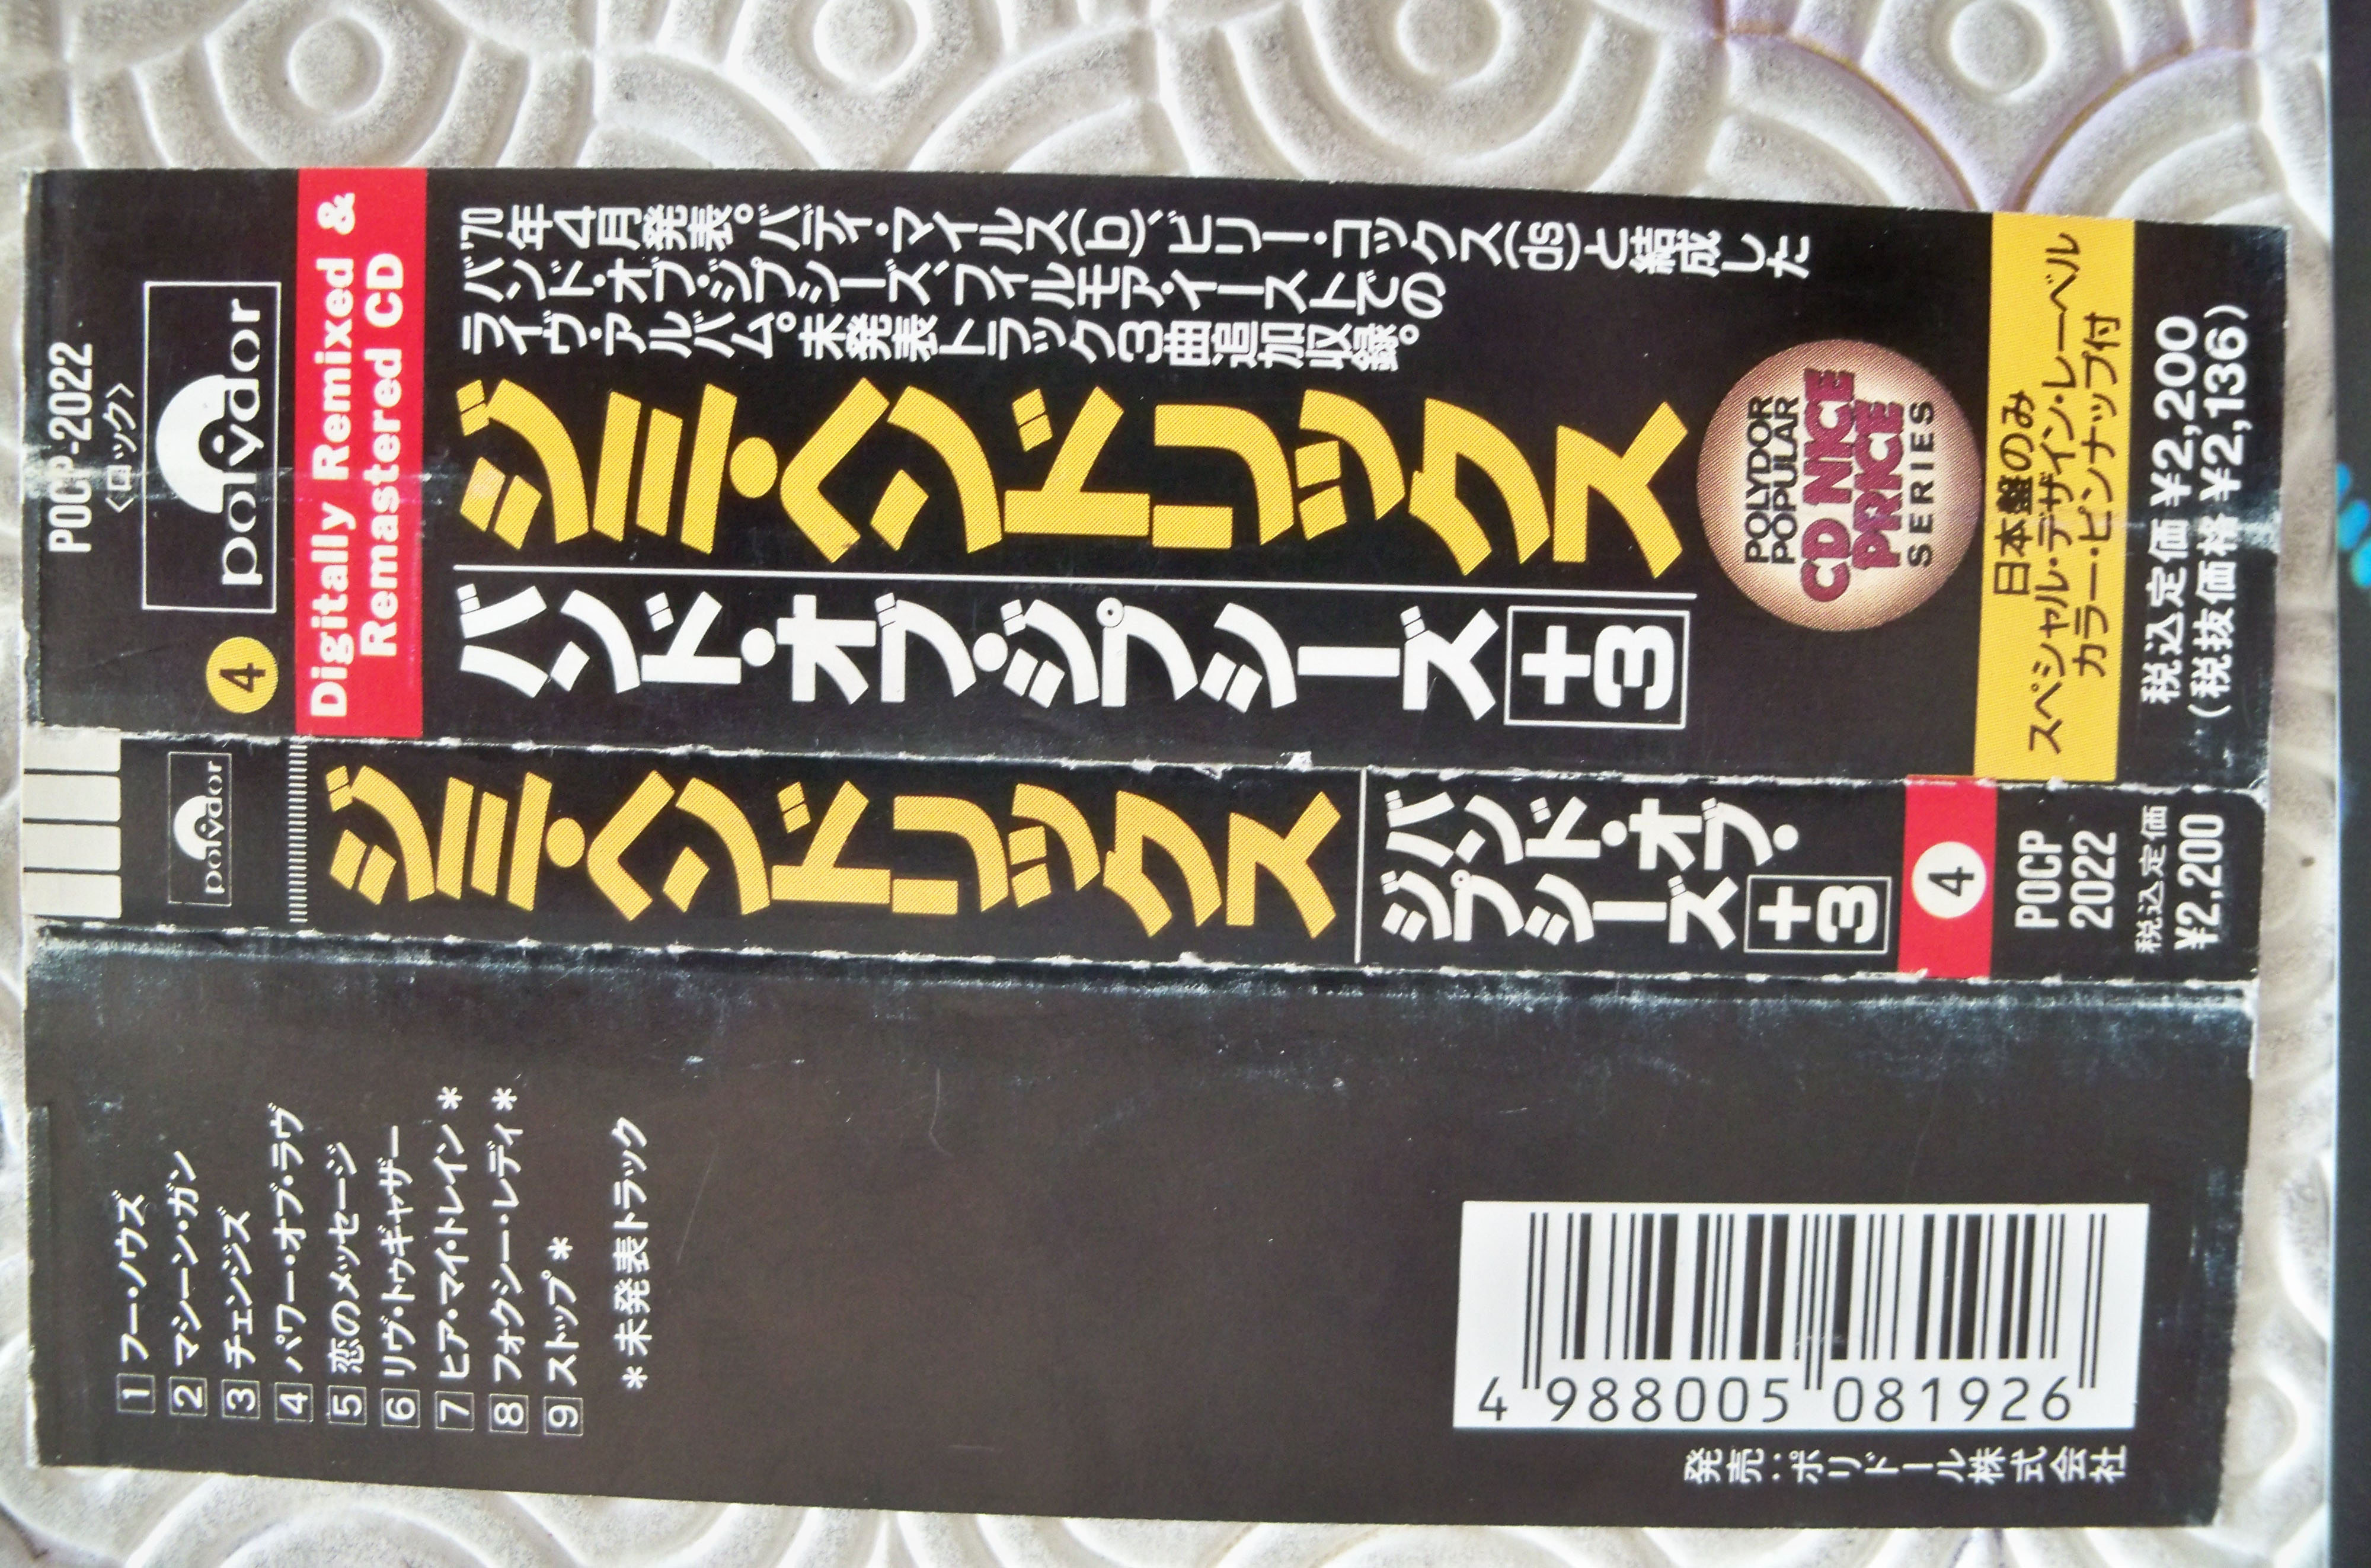 POCP-2022
〈ロック〉
polydor
4
Digitally Remixed &
Remastered CD
'70年4月発表。バディ・マイルス(b)、ビリー・コックス(ds)と結成した
バンド・オブ・ジプシーズ、フィルモア・イーストでの
ライヴ・アルバム。未発表トラック3曲追加収録。
ジミ・ヘンドリックス
バンド・オブ・ジプシーズ
+3
POLYDOR
POPULAR
CD NICE
PRICE
SERIES
日本盤のみ
スペシャル・デザイン・レーベル
カラー・ピンナップ付
税込定価¥2,200
(税抜価格¥2,136)
polydor
ジミ・ヘンドリックス
バンド・オブ・
ジプシーズ
+3
4
POCP
2022
税込定価
¥2,200
1 フー・ノウズ
2 マシーン・ガン
3 チェンジズ
4 パワー・オブ・ラヴ
5 恋のメッセージ
6 リヴ・トゥギャザー
7 ヒア・マイ・トレイン*
8 フォクシー・レディ*
9 ストップ*
*未発表トラック
4 988005 081926
発売:ポリドール株式会社